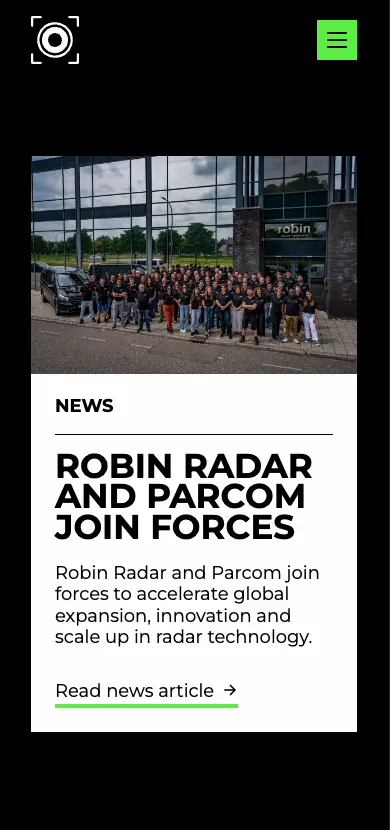 robin
NEWS
ROBIN RADAR
AND PARCOM
JOIN FORCES
Robin Radar and Parcom join
forces to accelerate global
expansion, innovation and
scale up in radar technology.
Read news article →